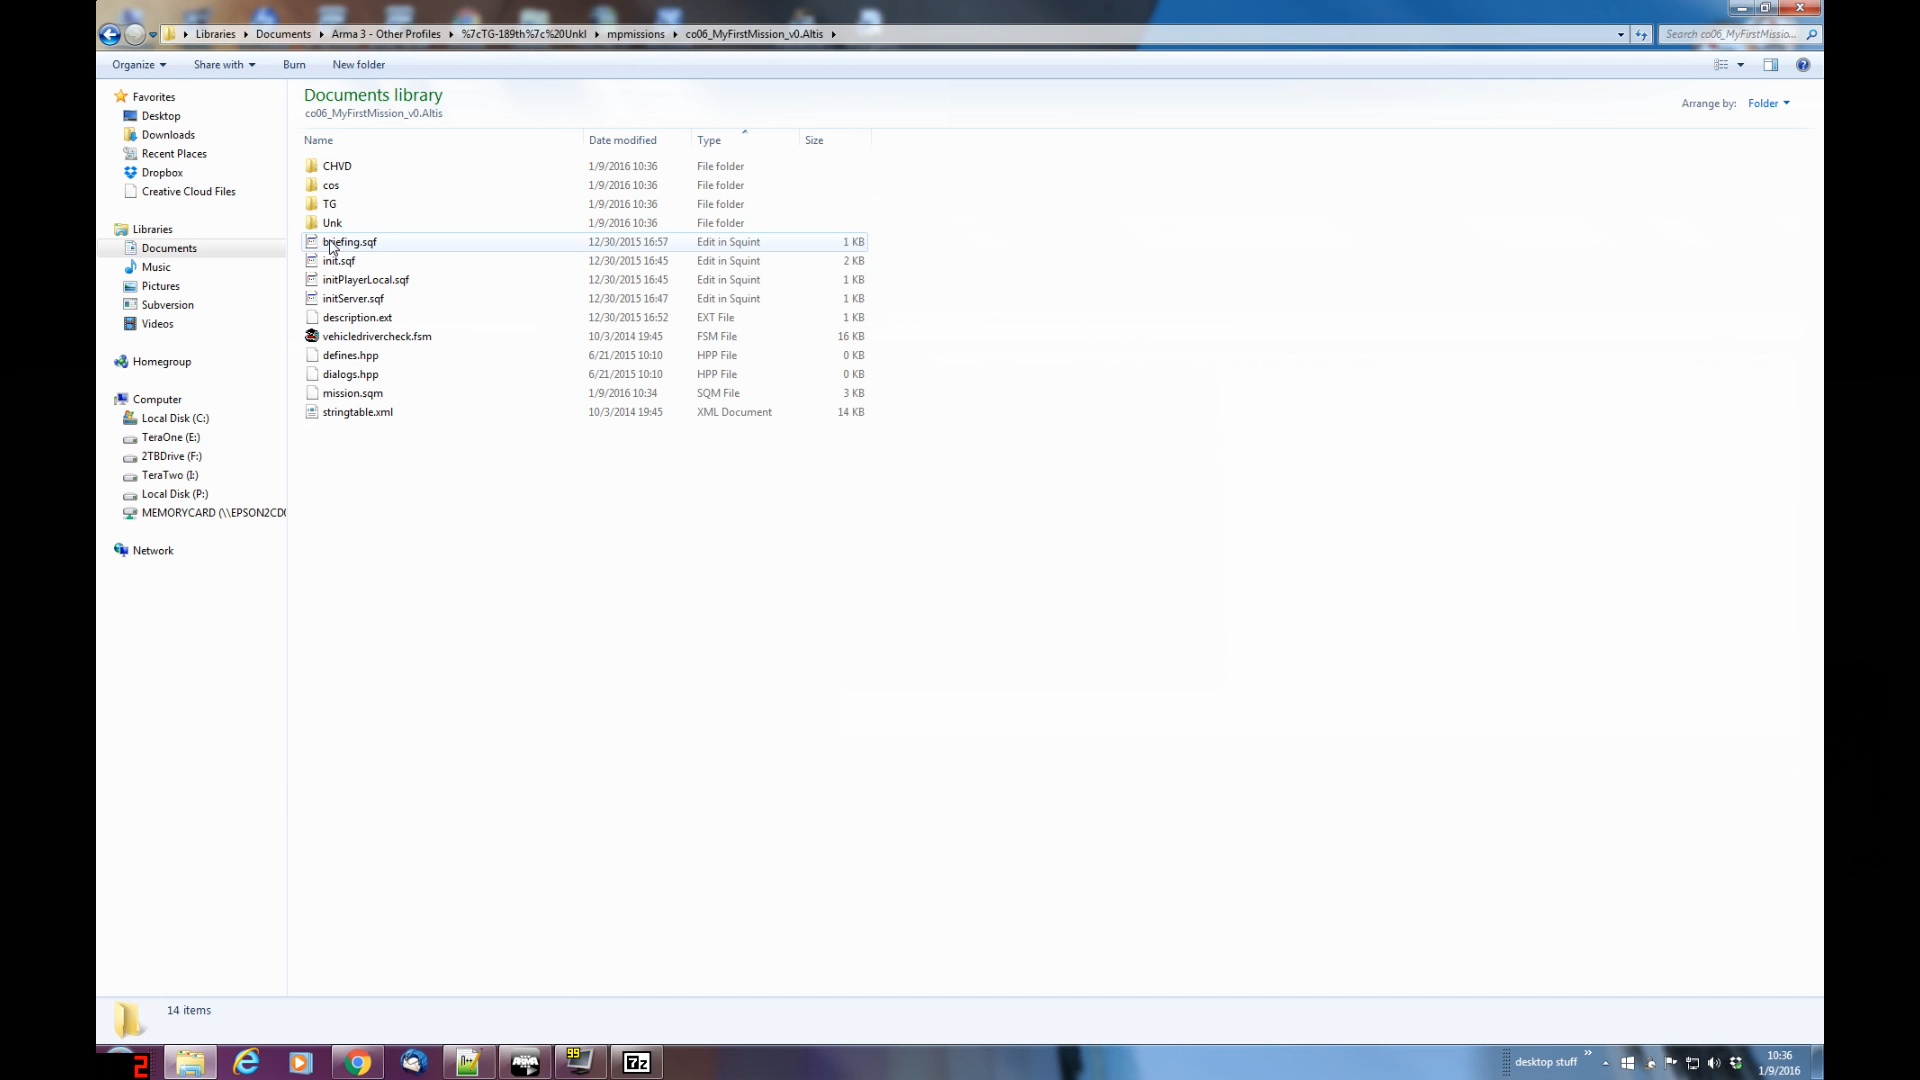 Libraries Documents Arma 3 - Other Profiles %7cTG-189th%7c%20Unkl mpmissions co06_MyFirstMission_v0.Altis Search co06_MyFirstMissio...
Organize Share with Burn New folder
Favorites
Desktop
Downloads
Recent Places
Dropbox
Creative Cloud Files
Libraries
Documents
Music
Pictures
Subversion
Videos
Homegroup
Computer
Local Disk (C:)
TeraOne (E:)
2TBDrive (F:)
TeraTwo (I:)
Local Disk (P:)
MEMORYCARD (\\EPSON2CD
Network
Documents library
co06_MyFirstMission_v0.Altis
Arrange by: Folder
Name Date modified Type Size
CHVD 1/9/2016 10:36 File folder
cos 1/9/2016 10:36 File folder
TG 1/9/2016 10:36 File folder
Unk 1/9/2016 10:36 File folder
briefing.sqf 12/30/2015 16:57 Edit in Squint 1 KB
init.sqf 12/30/2015 16:45 Edit in Squint 2 KB
initPlayerLocal.sqf 12/30/2015 16:45 Edit in Squint 1 KB
initServer.sqf 12/30/2015 16:47 Edit in Squint 1 KB
description.ext 12/30/2015 16:52 EXT File 1 KB
vehicledrivercheck.fsm 10/3/2014 19:45 FSM File 16 KB
defines.hpp 6/21/2015 10:10 HPP File 0 KB
dialogs.hpp 6/21/2015 10:10 HPP File 0 KB
mission.sqm 1/9/2016 10:34 SQM File 3 KB
stringtable.xml 10/3/2014 19:45 XML Document 14 KB
14 items
2
99
ARMA
7z
desktop stuff
10:36
1/9/2016